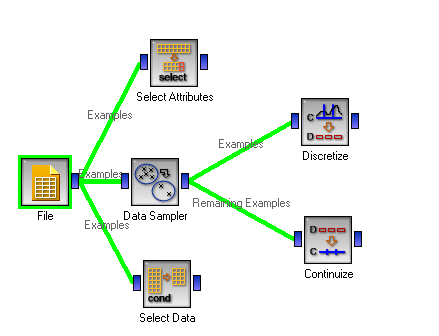 select
Select Attributes
Examples
C
D
Examples
Discretize
Examples
File
Data Sampler
Remaining Examples
Examples
D
C
Continuize
cond
Select Data